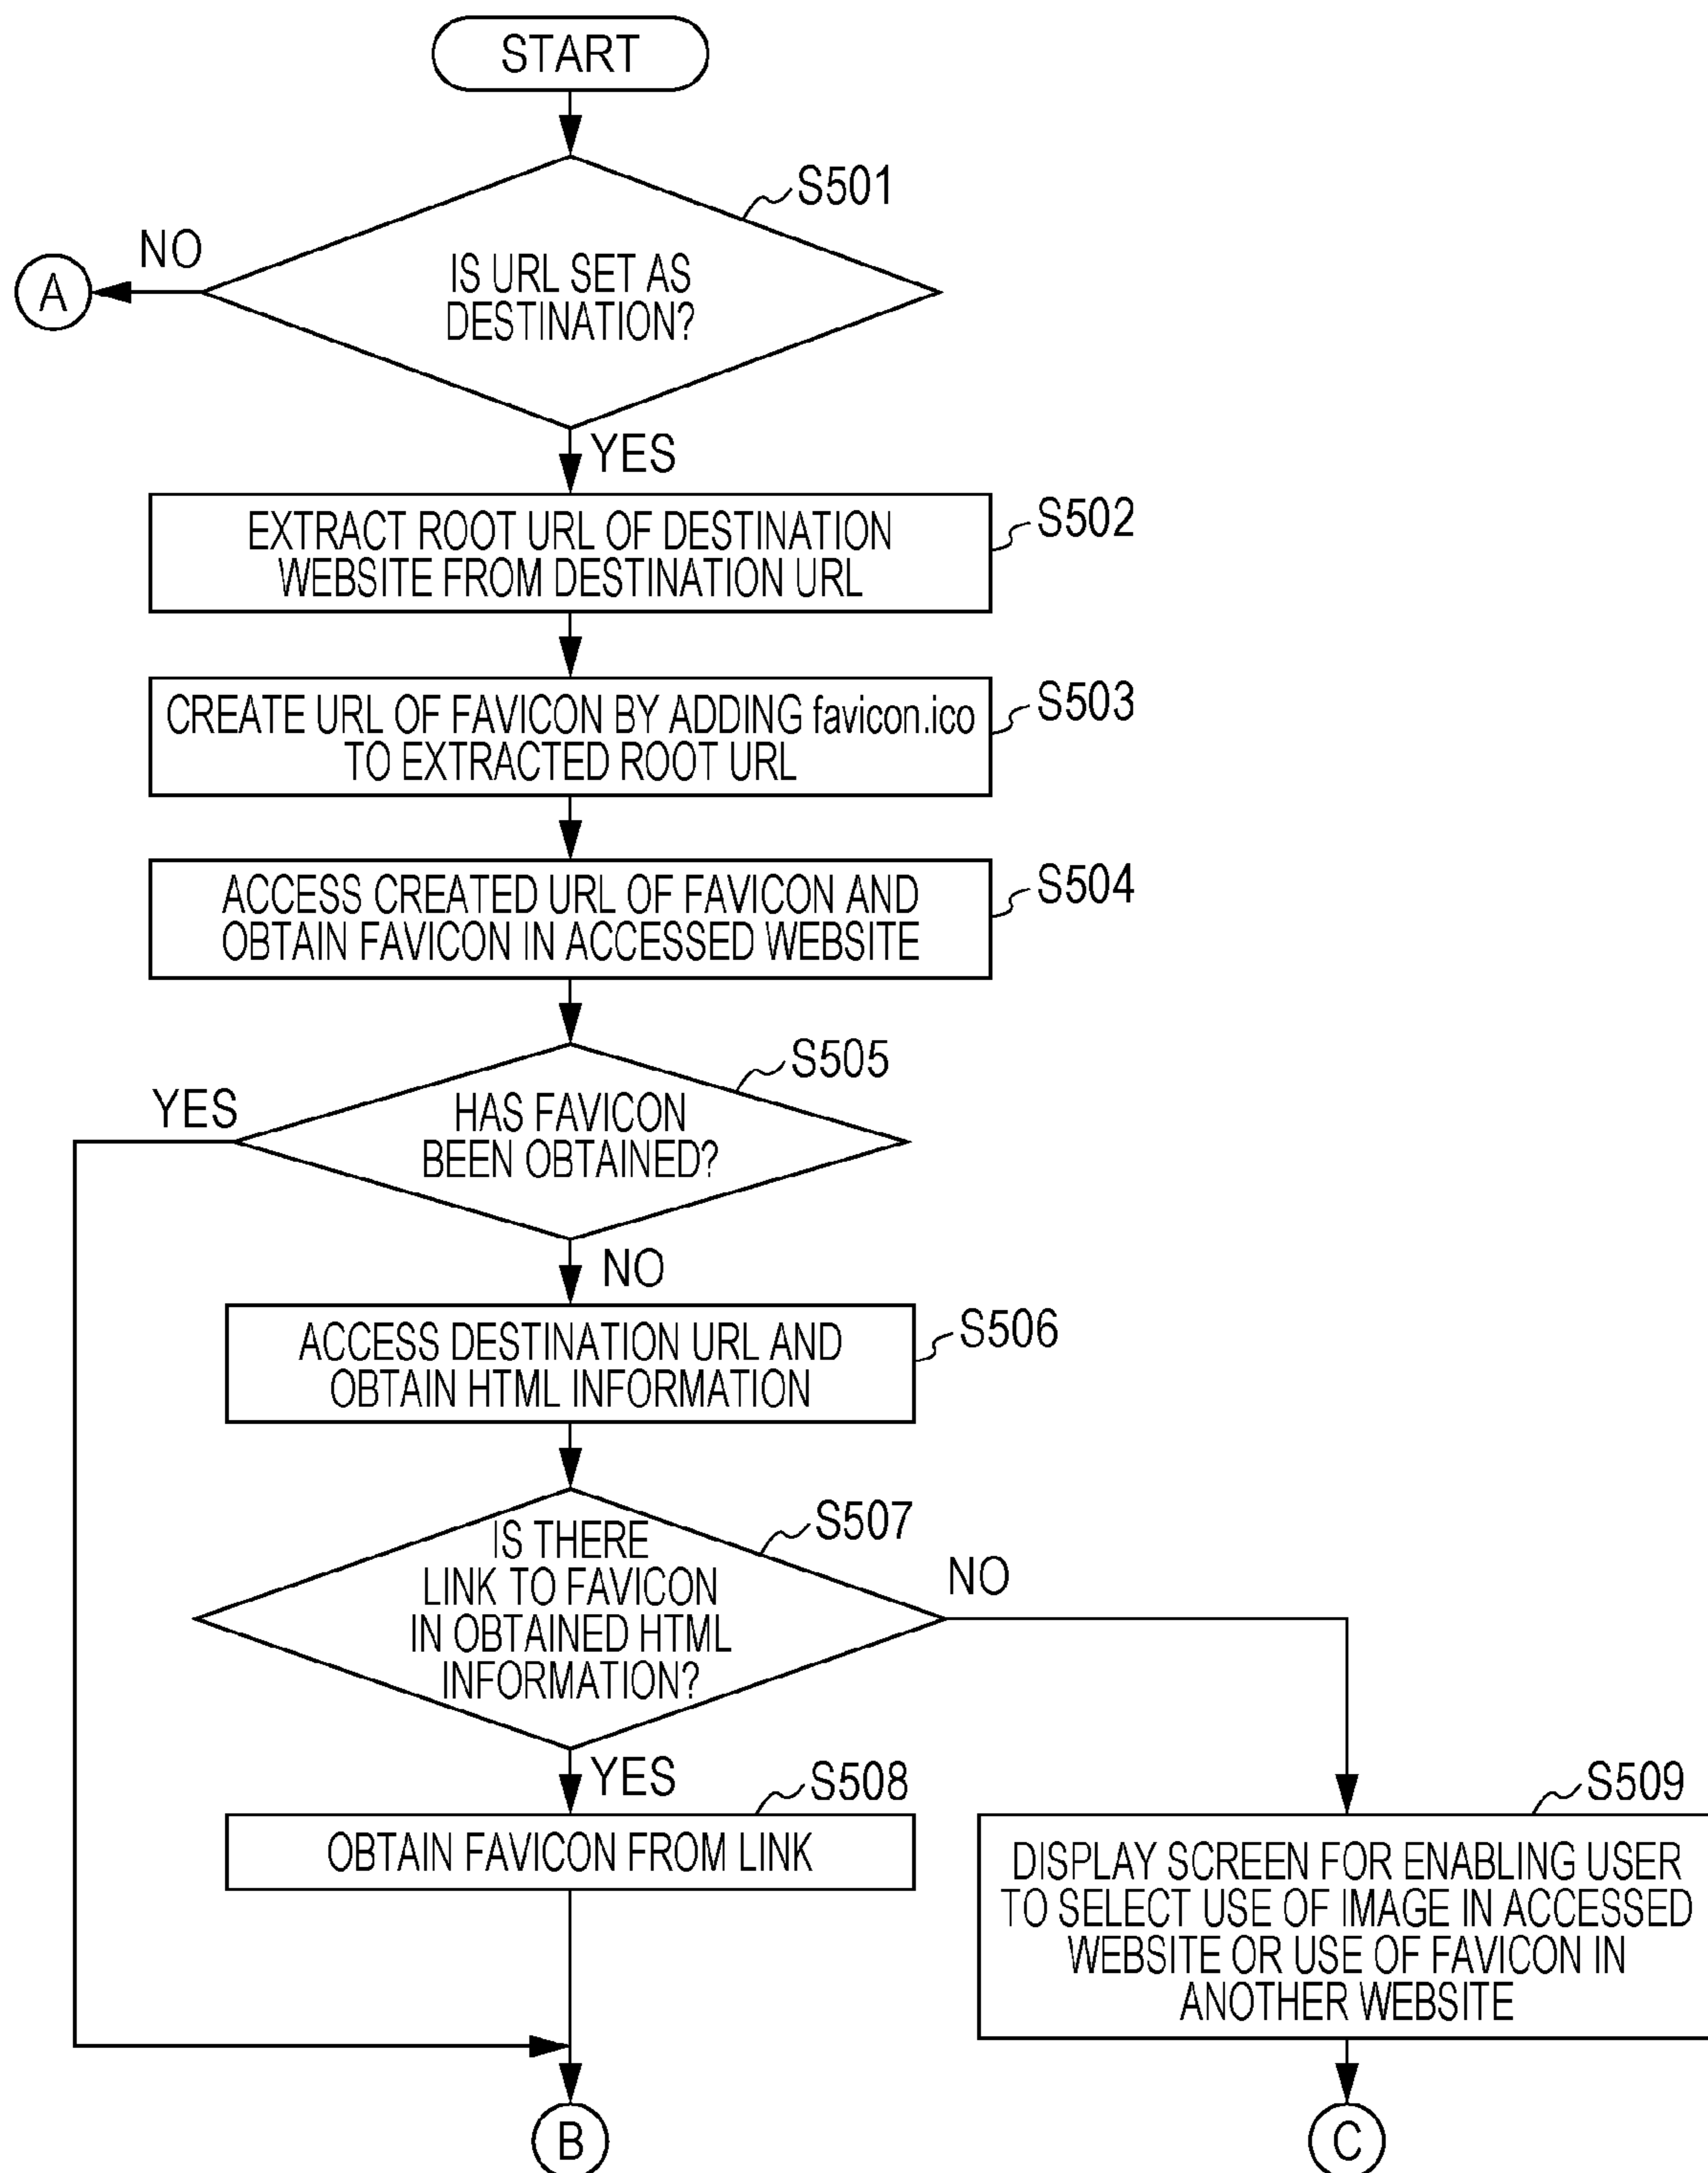 START
S501
NO
A
IS URL SET AS
DESTINATION?
YES
S502
EXTRACT ROOT URL OF DESTINATION
WEBSITE FROM DESTINATION URL
S503
CREATE URL OF FAVICON BY ADDING favicon.ico
TO EXTRACTED ROOT URL
S504
ACCESS CREATED URL OF FAVICON AND
OBTAIN FAVICON IN ACCESSED WEBSITE
S505
YES
HAS FAVICON
BEEN OBTAINED?
NO
S506
ACCESS DESTINATION URL AND
OBTAIN HTML INFORMATION
S507
IS THERE
LINK TO FAVICON
IN OBTAINED HTML
INFORMATION?
NO
YES
S508
OBTAIN FAVICON FROM LINK
S509
DISPLAY SCREEN FOR ENABLING USER
TO SELECT USE OF IMAGE IN ACCESSED
WEBSITE OR USE OF FAVICON IN
ANOTHER WEBSITE
B
C